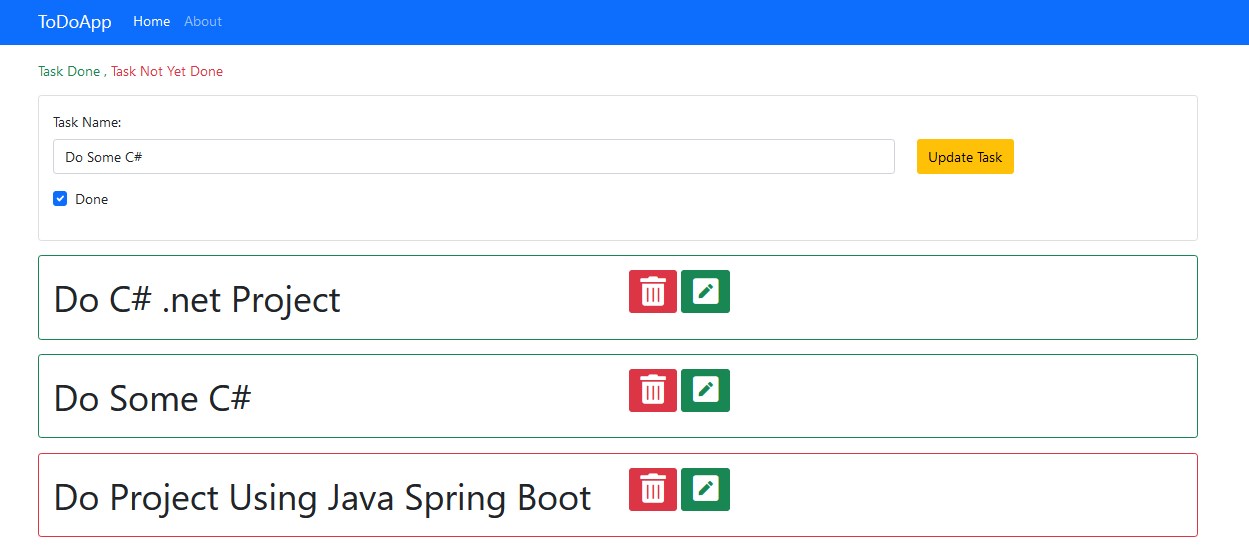 ToDoApp Home About
Task Done , Task Not Yet Done
Task Name:
Do Some C#
Update Task
Done
Do C# .net Project
Do Some C#
Do Project Using Java Spring Boot